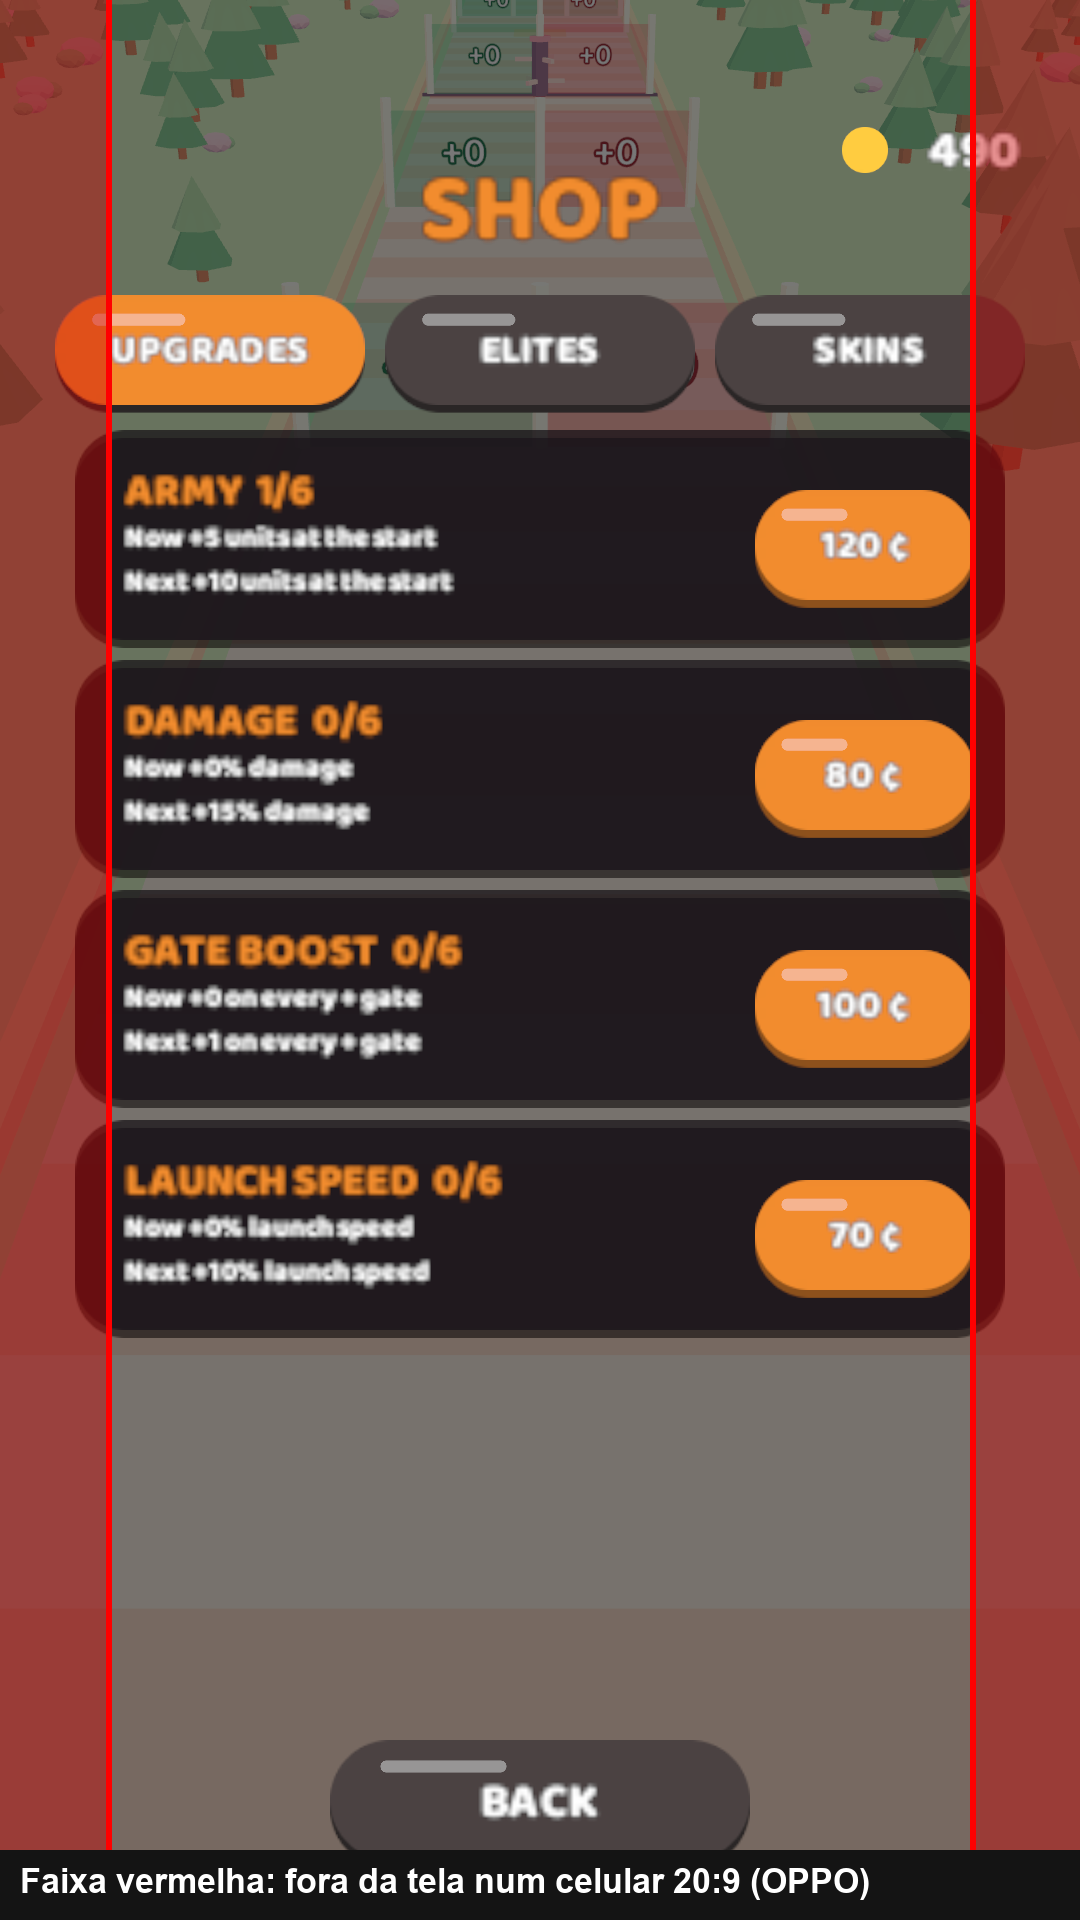 +0 +0
+0 +0
+0 +0
490
SHOP
UPGRADES ELITES SKINS
ARMY 1/6
Now +5 units at the start
Next +10 units at the start
120 ¢
DAMAGE 0/6
Now +0% damage
Next +15% damage
80 ¢
GATE BOOST 0/6
Now +0 on every + gate
Next +1 on every + gate
100 ¢
LAUNCH SPEED 0/6
Now +0% launch speed
Next +10% launch speed
70 ¢
BACK
Faixa vermelha: fora da tela num celular 20:9 (OPPO)